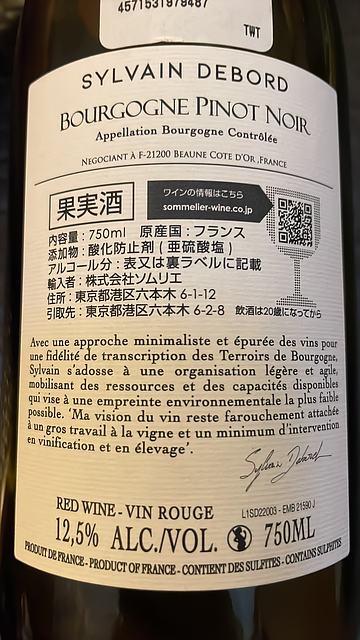 4571531979487
TWT
SYLVAIN DEBORD
BOURGOGNE PINOT NOIR
Appellation Bourgogne Contrôlée
NEGOCIANT À F-21200 BEAUNE COTE D'OR ,FRANCE
果実酒
ワインの情報はこちら
sommelier-wine.co.jp
内容量 : 750ml 原産国 : フランス
添加物 : 酸化防止剤 ( 亜硫酸塩 )
アルコール分 : 表又は裏ラベルに記載
輸入者 : 株式会社ソムリエ
住所 : 東京都港区六本木 6-1-12
引取先 : 東京都港区六本木 6-2-8 飲酒は20歳になってから
Avec une approche minimaliste et épurée des vins pour
une fidélité de transcription des Terroirs de Bourgogne,
Sylvain s'adosse à une organisation légère et agile,
mobilisant des ressources et des capacités disponibles
qui vise à une empreinte environnementale la plus faible
possible. 'Ma vision du vin reste farouchement attachée
à un gros travail à la vigne et un minimum d'intervention
en vinification et en élevage'.
Sylvain Debord
RED WINE - VIN ROUGE
L1SD22003 - EMB 21590 J
12,5% ALC./VOL. 750ML
PRODUIT DE FRANCE - PRODUCT OF FRANCE - CONTIENT DES SULFITES - CONTAINS SULPHITES